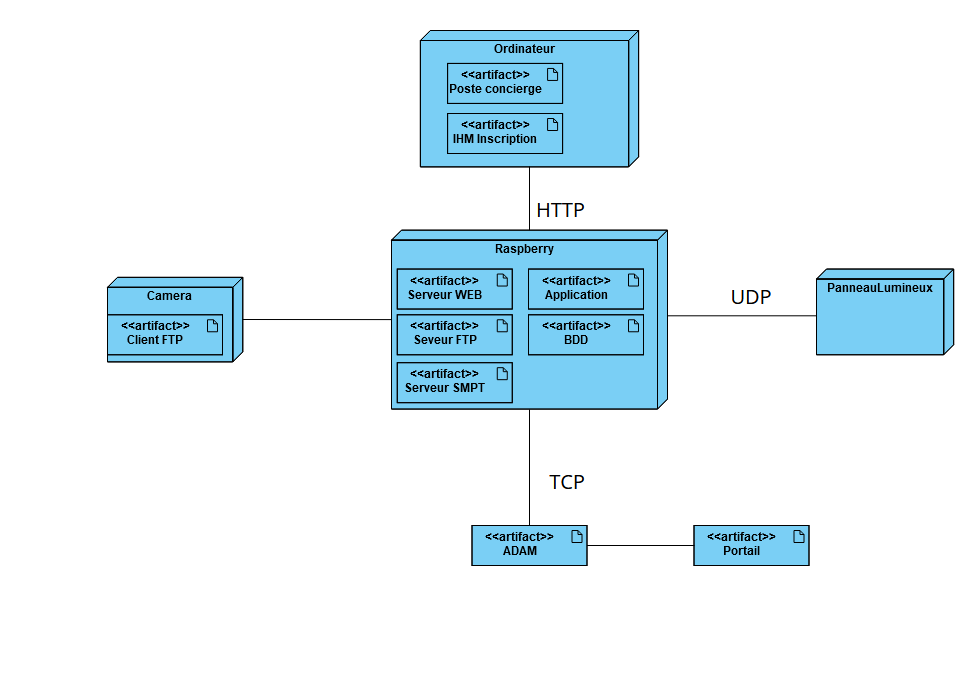 Ordinateur
<<artifact>>
Poste concierge
<<artifact>>
IHM Inscription
HTTP
Raspberry
<<artifact>>
Serveur WEB
<<artifact>>
Application
<<artifact>>
Seveur FTP
<<artifact>>
BDD
<<artifact>>
Serveur SMPT
Camera
<<artifact>>
Client FTP
UDP
PanneauLumineux
TCP
<<artifact>>
ADAM
<<artifact>>
Portail